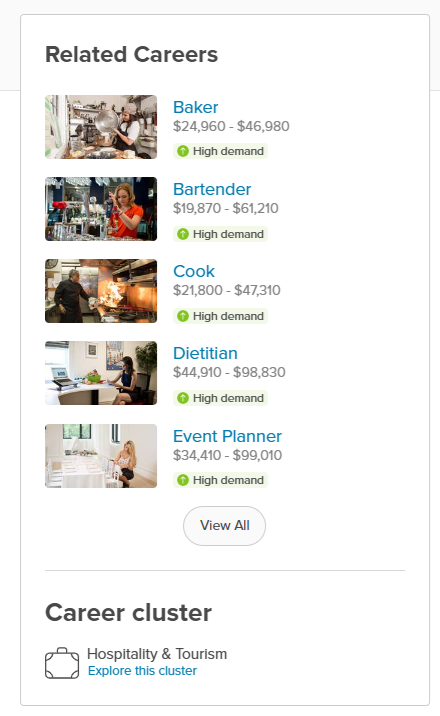 Related Careers
Baker
$24,960 - $46,980
High demand
Bartender
$19,870 - $61,210
High demand
Cook
$21,800 - $47,310
High demand
Dietitian
$44,910 - $98,830
High demand
Event Planner
$34,410 - $99,010
High demand
View All
Career cluster
Hospitality & Tourism
Explore this cluster